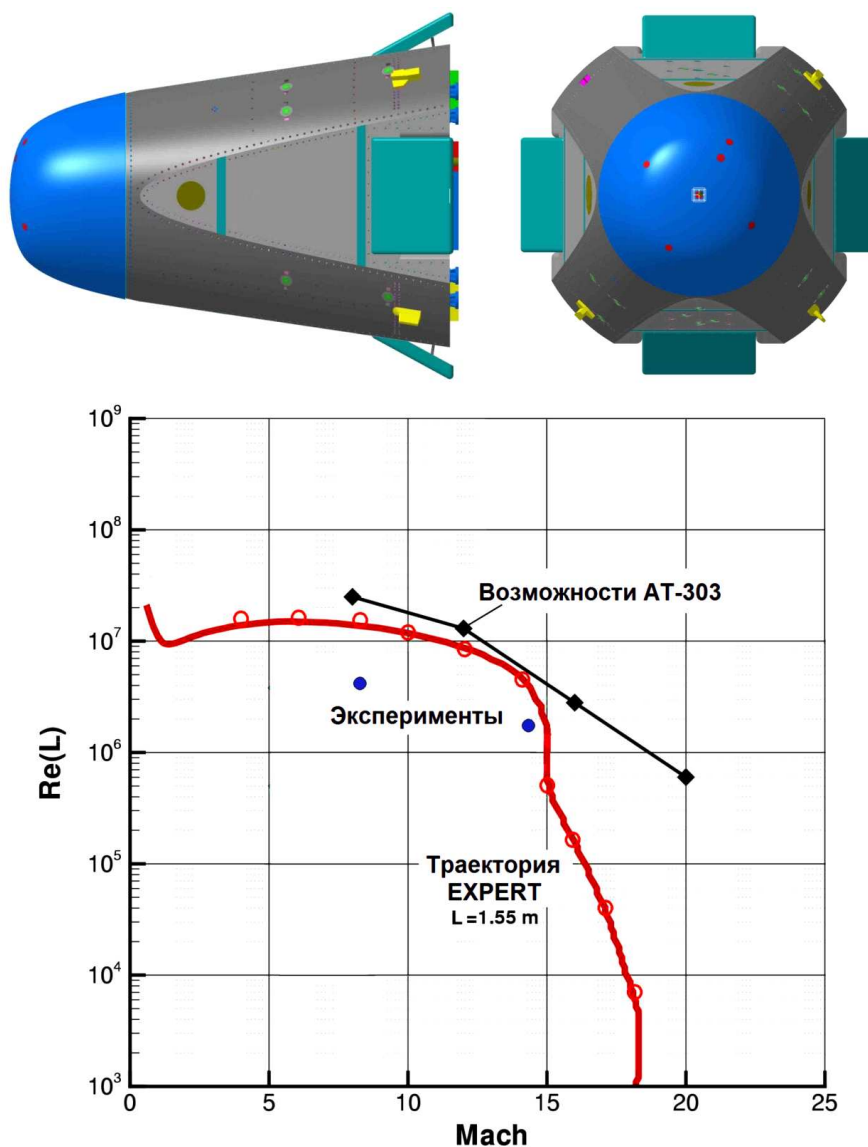 10⁹
10⁸
Возможности АТ-303
10⁷
Эксперименты
10⁶
Re(L)
Траектория
EXPERT
L =1.55 m
10⁵
10⁴
10³
0 5 10 15 20 25
Mach